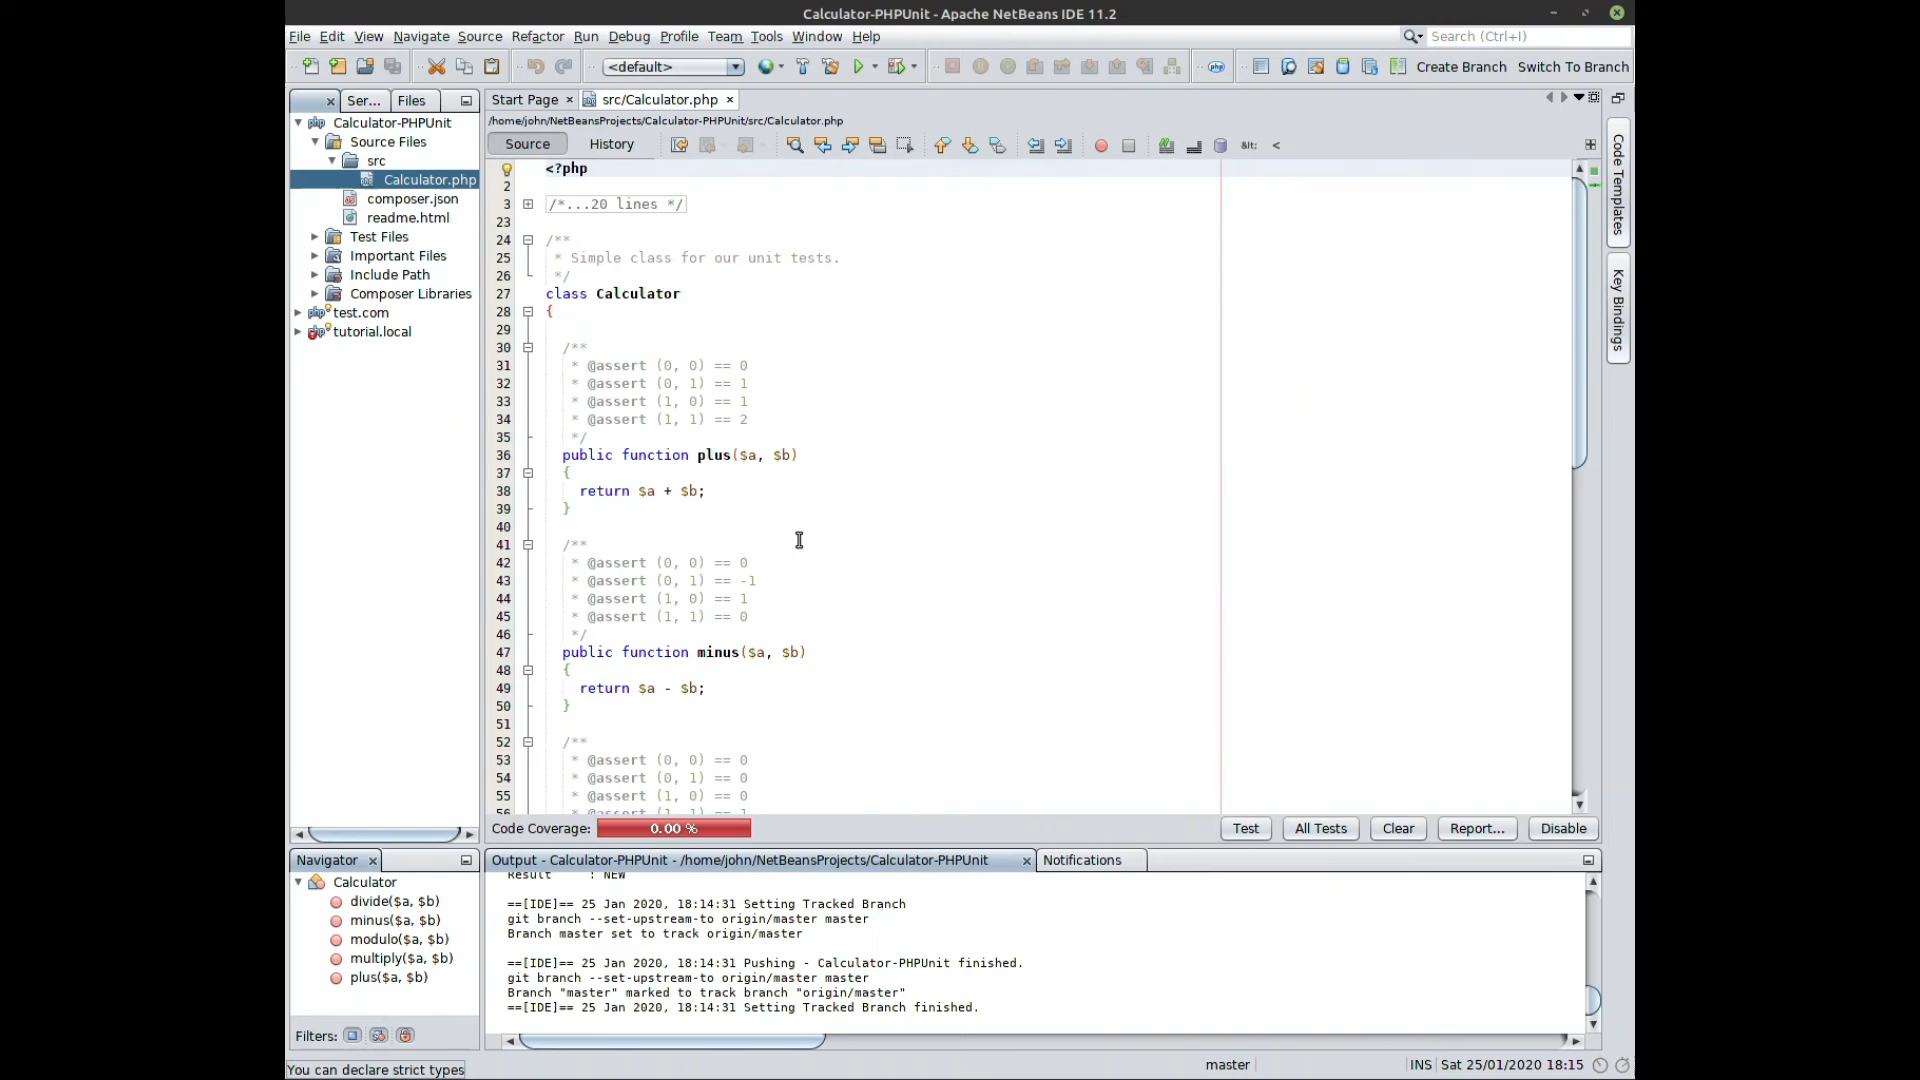 Calculator-PHPUnit - Apache NetBeans IDE 11.2
File Edit View Navigate Source Refactor Run Debug Profile Team Tools Window Help
Search (Ctrl+I)
<default>
php
Create Branch Switch To Branch
Ser... Files
Start Page src/Calculator.php
/home/john/NetBeansProjects/Calculator-PHPUnit/src/Calculator.php
Source History
&lt; <
Calculator-PHPUnit
Source Files
src
Calculator.php
composer.json
readme.html
Test Files
Important Files
Include Path
Composer Libraries
test.com
tutorial.local
<?php
2
3 /*...20 lines */
23
24 /**
25 * Simple class for our unit tests.
26 */
27 class Calculator
28 {
29
30 /**
31 * @assert (0, 0) == 0
32 * @assert (0, 1) == 1
33 * @assert (1, 0) == 1
34 * @assert (1, 1) == 2
35 */
36 public function plus($a, $b)
37 {
38 return $a + $b;
39 }
40
41 /**
42 * @assert (0, 0) == 0
43 * @assert (0, 1) == -1
44 * @assert (1, 0) == 1
45 * @assert (1, 1) == 0
46 */
47 public function minus($a, $b)
48 {
49 return $a - $b;
50 }
51
52 /**
53 * @assert (0, 0) == 0
54 * @assert (0, 1) == 0
55 * @assert (1, 0) == 0
56 * @assert (1, 1) == 1
Code Templates
Key Bindings
Code Coverage: 0.00 % Test All Tests Clear Report... Disable
Navigator
Calculator
divide($a, $b)
minus($a, $b)
modulo($a, $b)
multiply($a, $b)
plus($a, $b)
Filters:
Output - Calculator-PHPUnit - /home/john/NetBeansProjects/Calculator-PHPUnit Notifications
Result : NEW
==[IDE]== 25 Jan 2020, 18:14:31 Setting Tracked Branch
git branch --set-upstream-to origin/master master
Branch master set to track origin/master
==[IDE]== 25 Jan 2020, 18:14:31 Pushing - Calculator-PHPUnit finished.
git branch --set-upstream-to origin/master master
Branch "master" marked to track branch "origin/master"
==[IDE]== 25 Jan 2020, 18:14:31 Setting Tracked Branch finished.
You can declare strict types
master INS Sat 25/01/2020 18:15